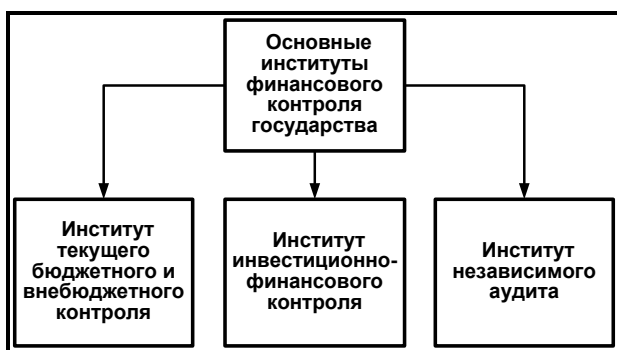 Основные
институты
финансового
контроля
государства
Институт
текущего
бюджетного и
внебюджетного
контроля
Институт
инвестиционно-
финансового
контроля
Институт
независимого
аудита